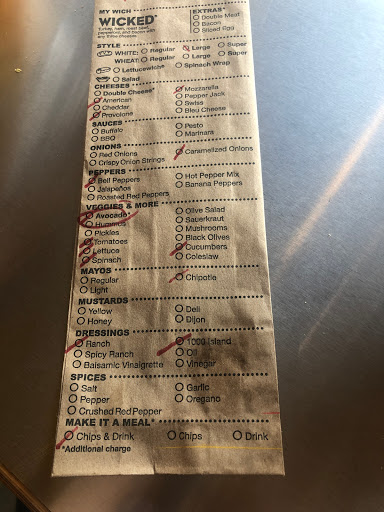 MY WICH
WICKED*
Turkey, ham, roast beef,
pepperoni, and bacon with
any three cheeses
EXTRAS*
Double Meat
Bacon
Sliced Egg
STYLE
WHITE: Regular Large Super
WHEAT: Regular Large Super
Lettucewich® Spinach Wrap
Salad
CHEESES
Double Cheese* Mozzarella
American Pepper Jack
Cheddar Swiss
Provolone Bleu Cheese
SAUCES
Buffalo Pesto
BBQ Marinara
ONIONS
Red Onions Caramelized Onions
Crispy Onion Strings
PEPPERS
Bell Peppers Hot Pepper Mix
Jalapeños Banana Peppers
Roasted Red Peppers
VEGGIES & MORE
Avocado* Olive Salad
Hummus Sauerkraut
Pickles Mushrooms
Tomatoes Black Olives
Lettuce Cucumbers
Spinach Coleslaw
MAYOS
Regular Chipotle
Light
MUSTARDS
Yellow Deli
Honey Dijon
DRESSINGS
Ranch 1000 Island
Spicy Ranch Oil
Balsamic Vinaigrette Vinegar
SPICES
Salt Garlic
Pepper Oregano
Crushed Red Pepper
MAKE IT A MEAL*
Chips & Drink Chips Drink
*Additional charge